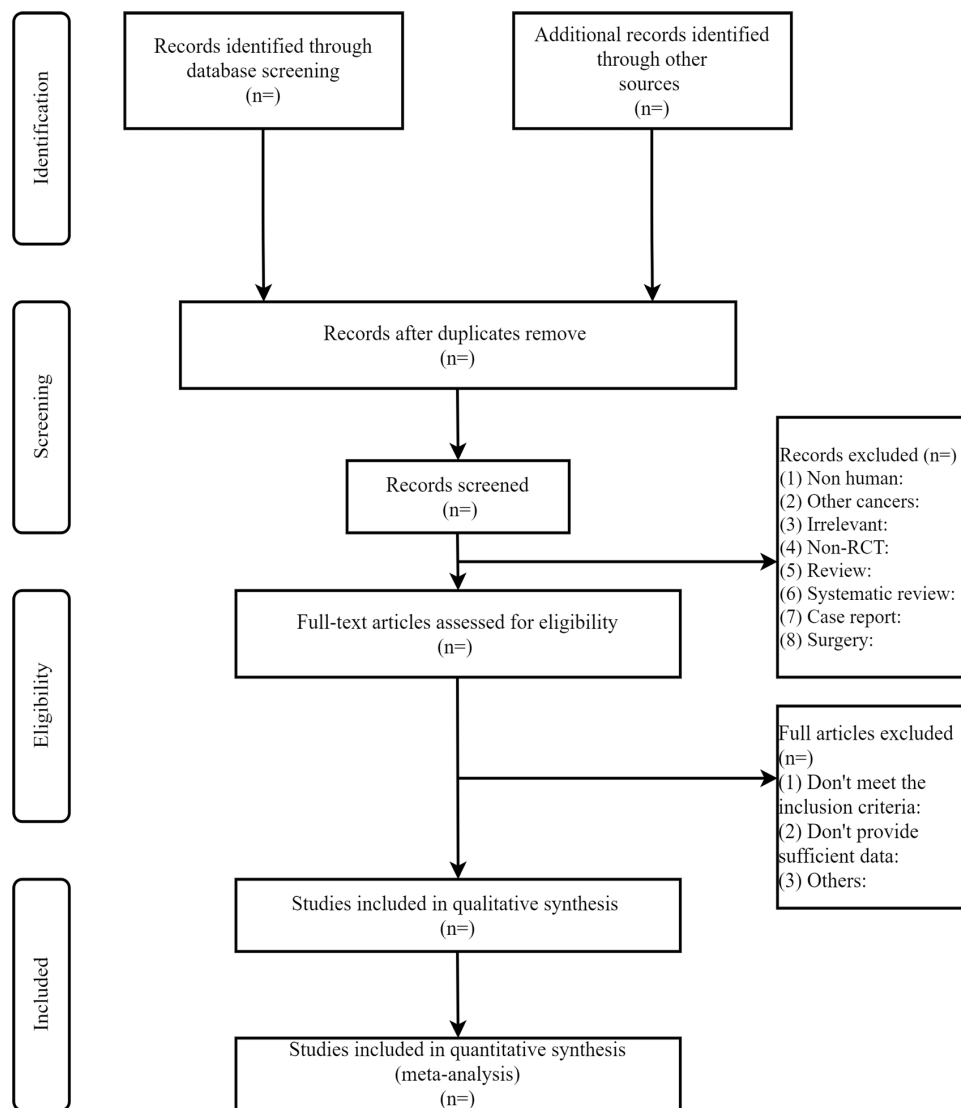 Identification
Records identified through
database screening
(n=)
Additional records identified
through other
sources
(n=)
Screening
Records after duplicates remove
(n=)
Records screened
(n=)
Records excluded (n=)
(1) Non human:
(2) Other cancers:
(3) Irrelevant:
(4) Non-RCT:
(5) Review:
(6) Systematic review:
(7) Case report:
(8) Surgery:
Eligibility
Full-text articles assessed for eligibility
(n=)
Full articles excluded
(n=)
(1) Don't meet the
inclusion criteria:
(2) Don't provide
sufficient data:
(3) Others:
Included
Studies included in qualitative synthesis
(n=)
Studies included in quantitative synthesis
(meta-analysis)
(n=)